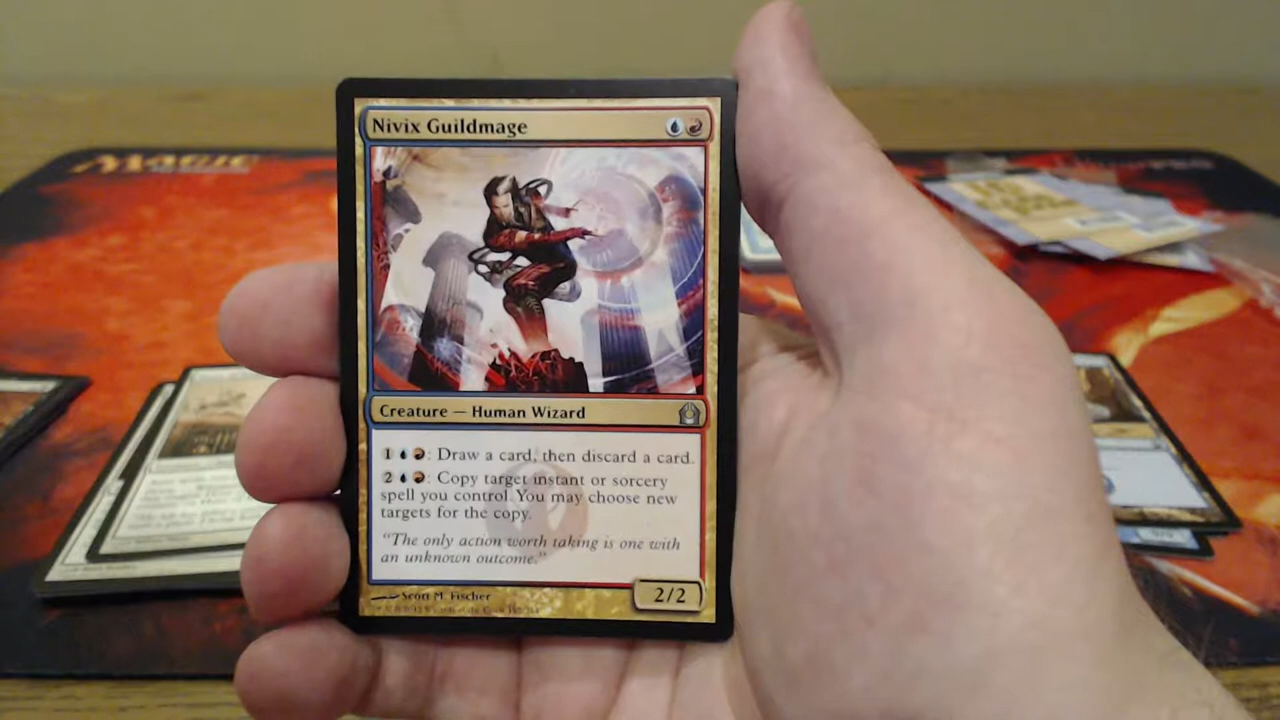 Magic
Nivix Guildmage
Creature — Human Wizard
1: Draw a card, then discard a card.
2: Copy target instant or sorcery
spell you control. You may choose new
targets for the copy.
"The only action worth taking is one with
an unknown outcome."
Scott M. Fischer
2/2